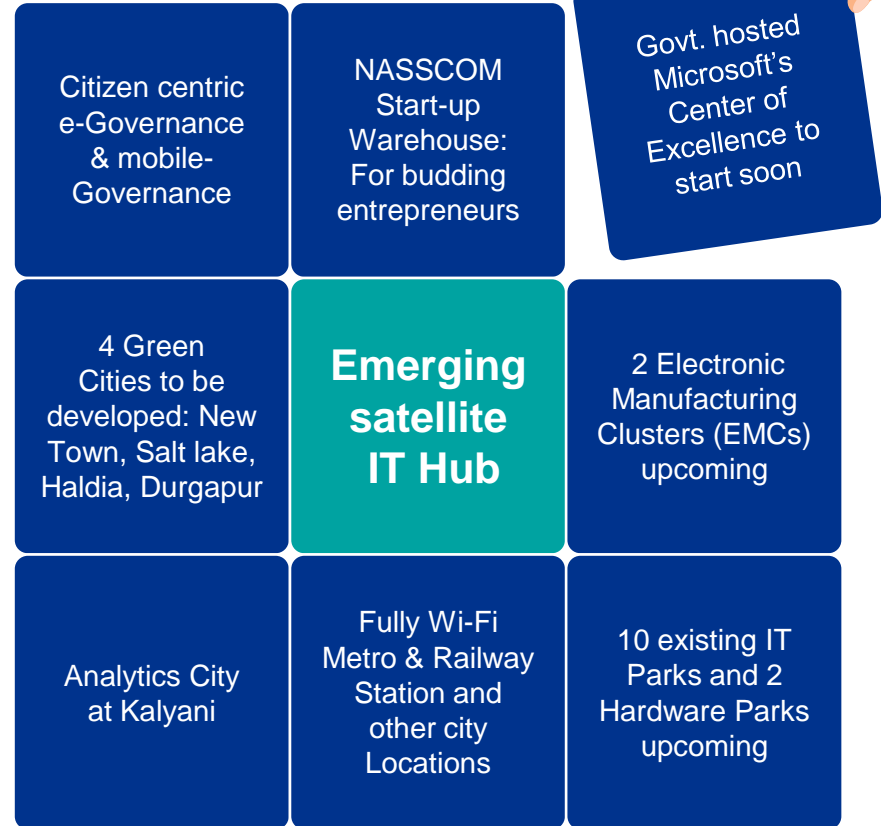 Citizen centric
e-Governance
& mobile-
Governance
NASSCOM
Start-up
Warehouse:
For budding
entrepreneurs
Govt. hosted
Microsoft's
Center of
Excellence to
start soon
4 Green
Cities to be
developed: New
Town, Salt lake,
Haldia, Durgapur
Emerging
satellite
IT Hub
2 Electronic
Manufacturing
Clusters (EMCs)
upcoming
Analytics City
at Kalyani
Fully Wi-Fi
Metro & Railway
Station and
other city
Locations
10 existing IT
Parks and 2
Hardware Parks
upcoming